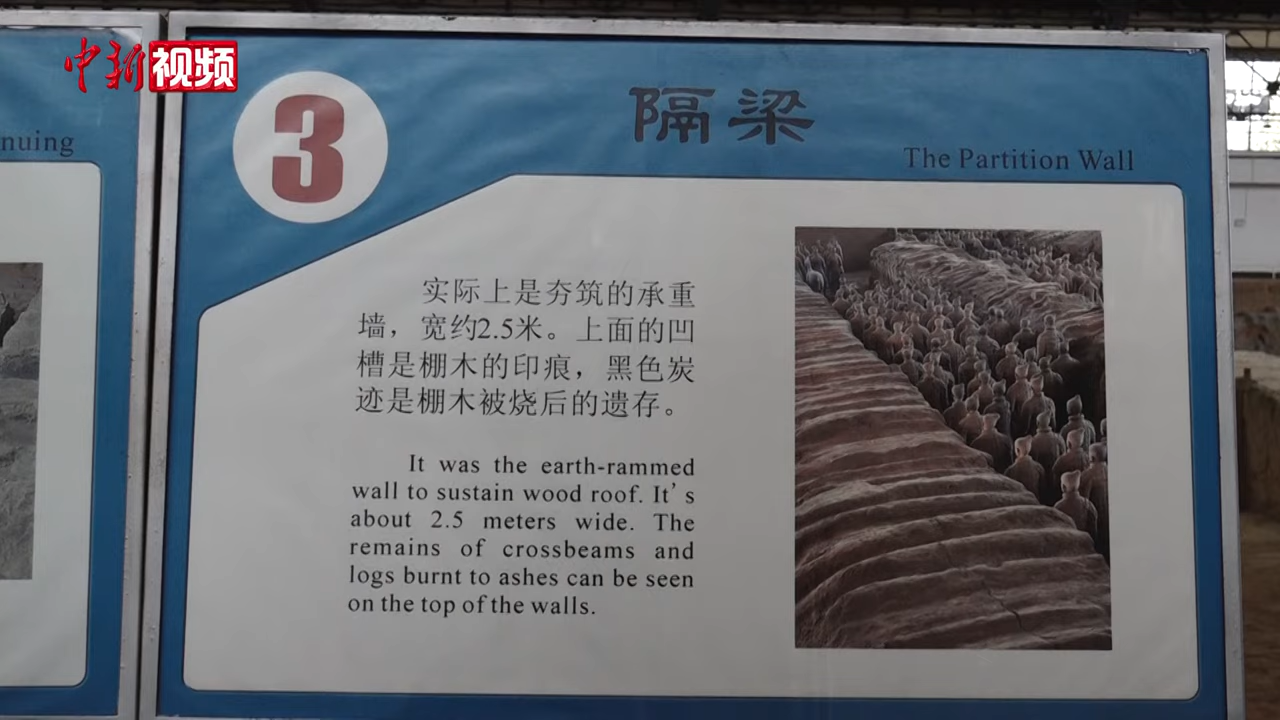 中新视频
nuing
3
隔梁
The Partition Wall
实际上是夯筑的承重
墙，宽约2.5米。上面的凹
槽是棚木的印痕，黑色炭
迹是棚木被烧后的遗存。
It was the earth-rammed
wall to sustain wood roof. It's
about 2.5 meters wide. The
remains of crossbeams and
logs burnt to ashes can be seen
on the top of the walls.